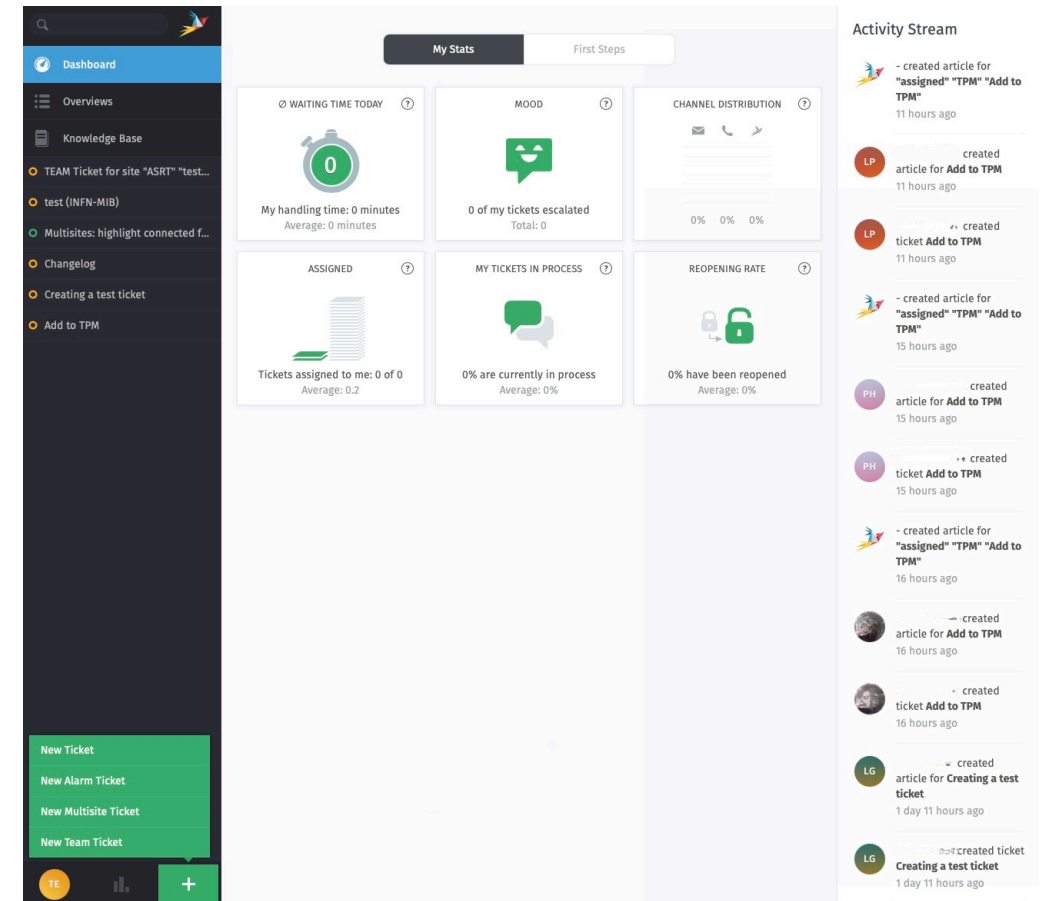 Dashboard
Overviews
Knowledge Base
TEAM Ticket for site "ASRT" "test...
test (INFN-MIB)
Multisites: highlight connected f...
Changelog
Creating a test ticket
Add to TPM
New Ticket
New Alarm Ticket
New Multisite Ticket
New Team Ticket
TE
+
My Stats
First Steps
Ø WAITING TIME TODAY ?
0
My handling time: 0 minutes
Average: 0 minutes
MOOD ?
0 of my tickets escalated
Total: 0
CHANNEL DISTRIBUTION ?
0% 0% 0%
ASSIGNED ?
Tickets assigned to me: 0 of 0
Average: 0.2
MY TICKETS IN PROCESS ?
0% are currently in process
Average: 0%
REOPENING RATE ?
0% have been reopened
Average: 0%
Activity Stream
- created article for
"assigned" "TPM" "Add to
TPM"
11 hours ago
LP
created
article for Add to TPM
11 hours ago
LP
created
ticket Add to TPM
11 hours ago
- created article for
"assigned" "TPM" "Add to
TPM"
15 hours ago
PH
created
article for Add to TPM
15 hours ago
PH
created
ticket Add to TPM
15 hours ago
- created article for
"assigned" "TPM" "Add to
TPM"
16 hours ago
created
article for Add to TPM
16 hours ago
created
ticket Add to TPM
16 hours ago
LG
created
article for Creating a test
ticket
1 day 11 hours ago
LG
created ticket
Creating a test ticket
1 day 11 hours ago